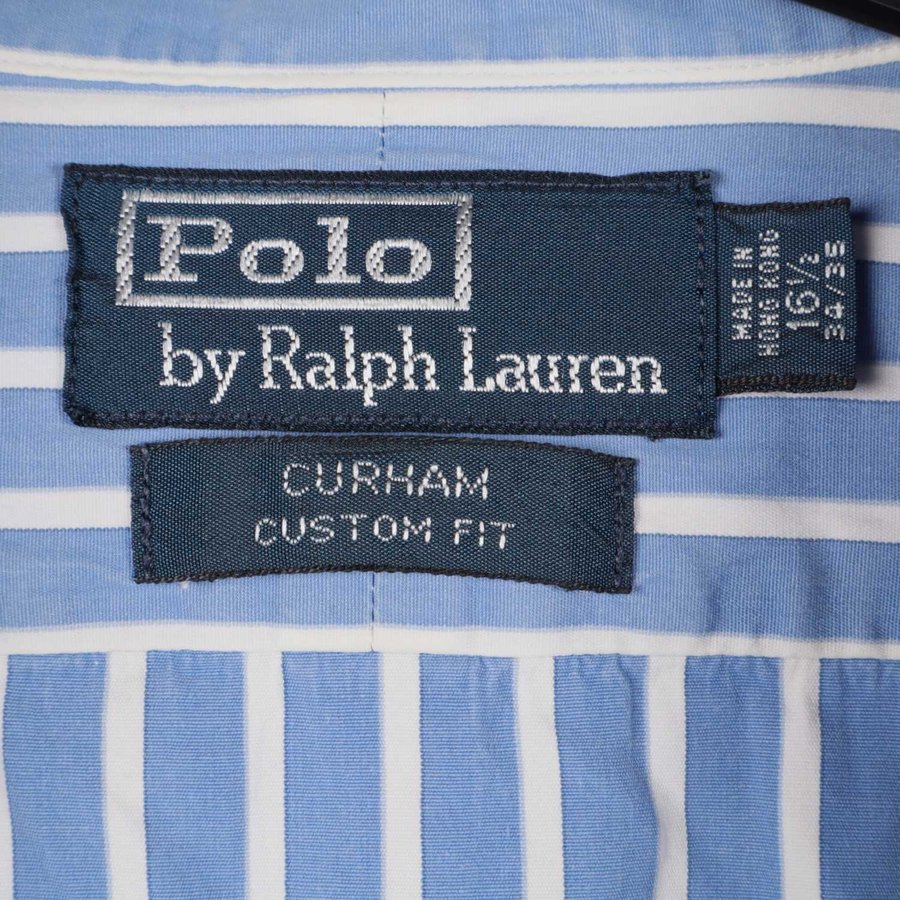 Polo
by Ralph Lauren
MADE IN
HONG KONG
16½
34/35
CURHAM
CUSTOM FIT